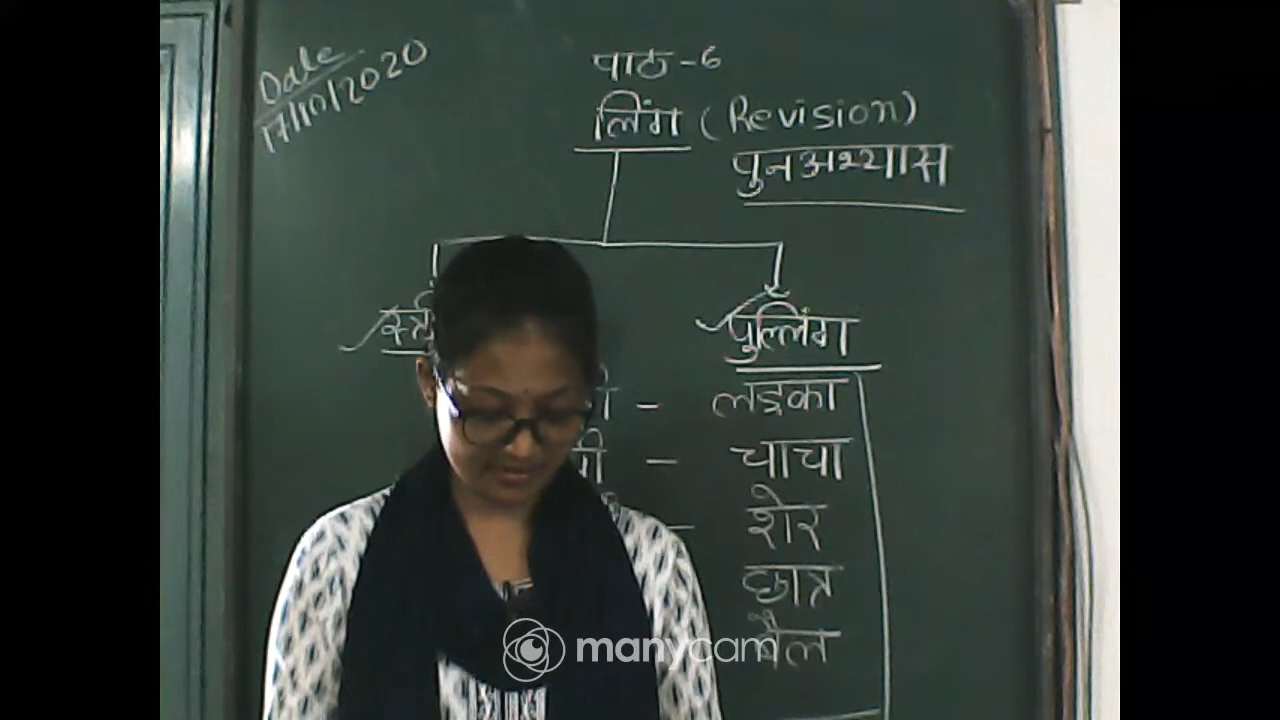 Date
17/10/2020
पाठ - 6
लिंग (Revision)
पुनअभ्यास
पुल्लिंग
- लड़का
- चाचा
- शेर
छात्र
बैल
manycam